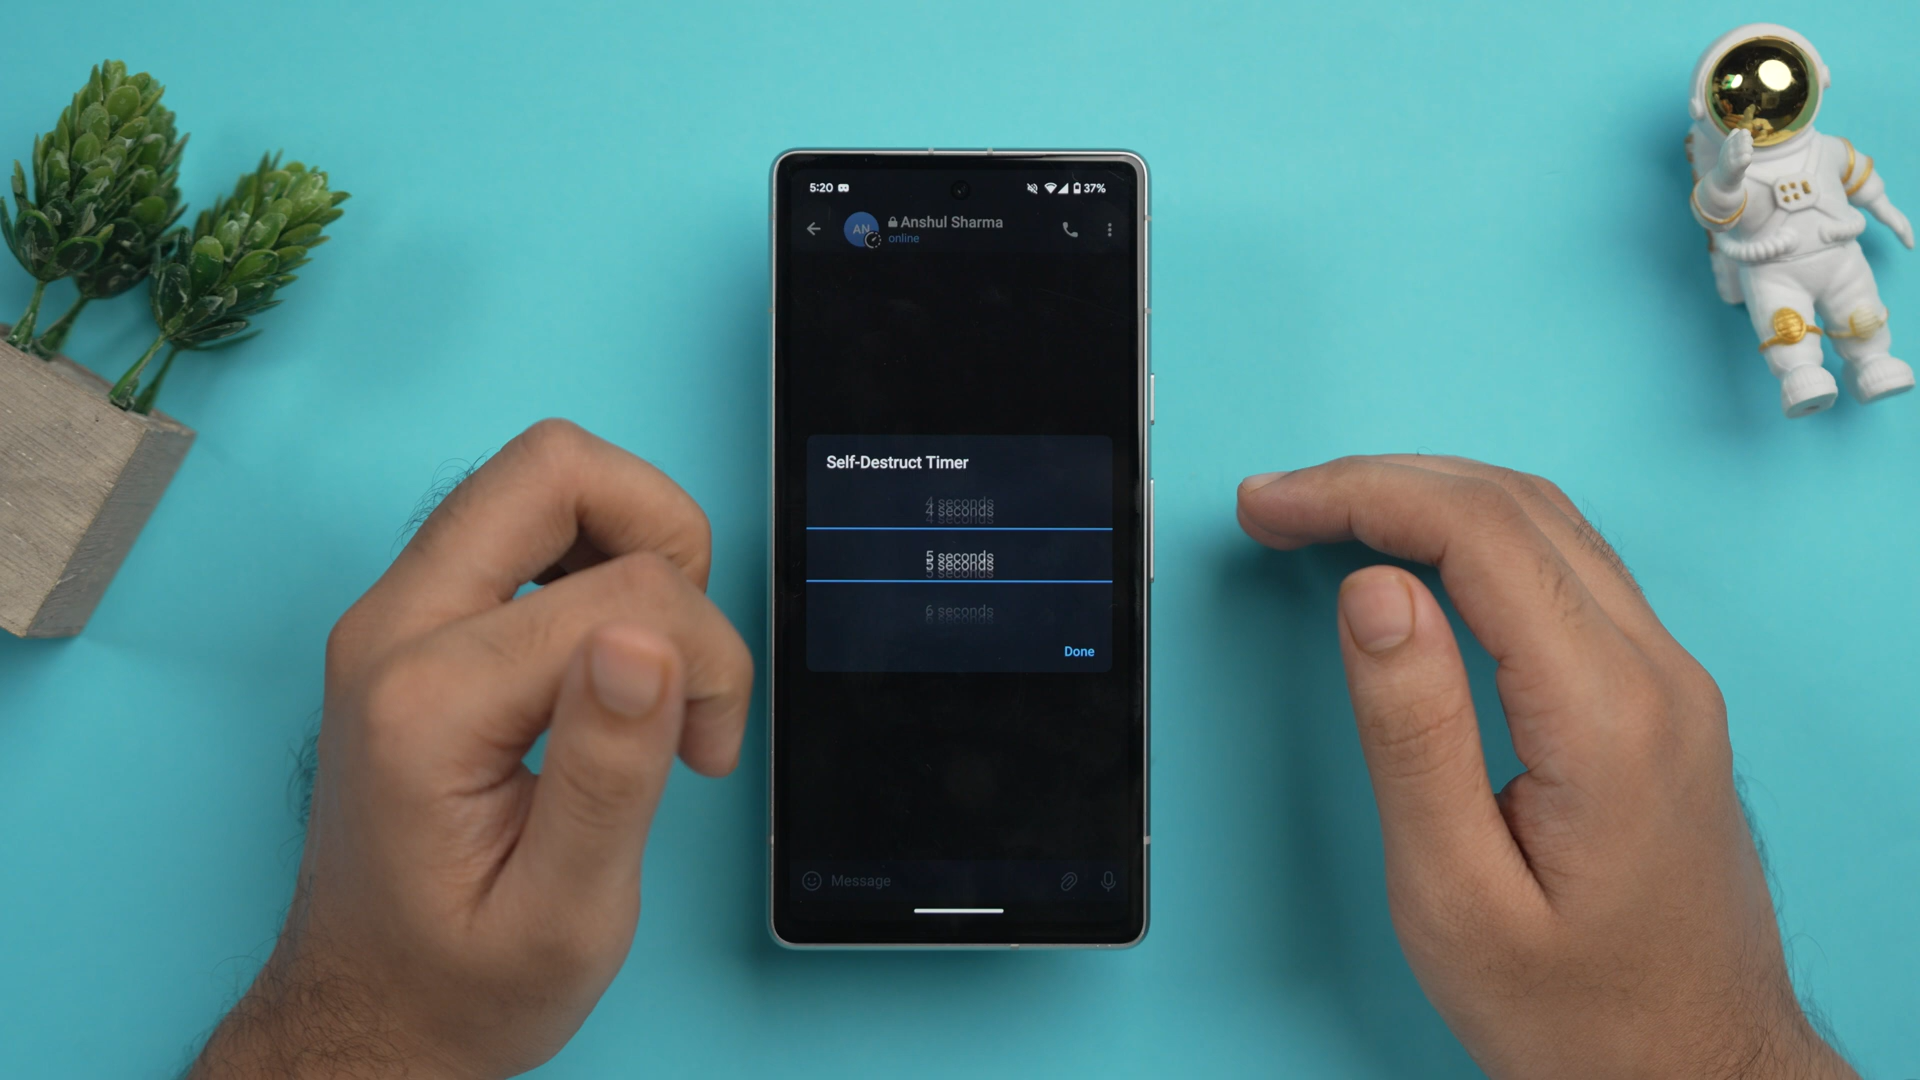 5:20 37%
AN Anshul Sharma
online
Self-Destruct Timer
4 seconds
5 seconds
6 seconds
Done
Message